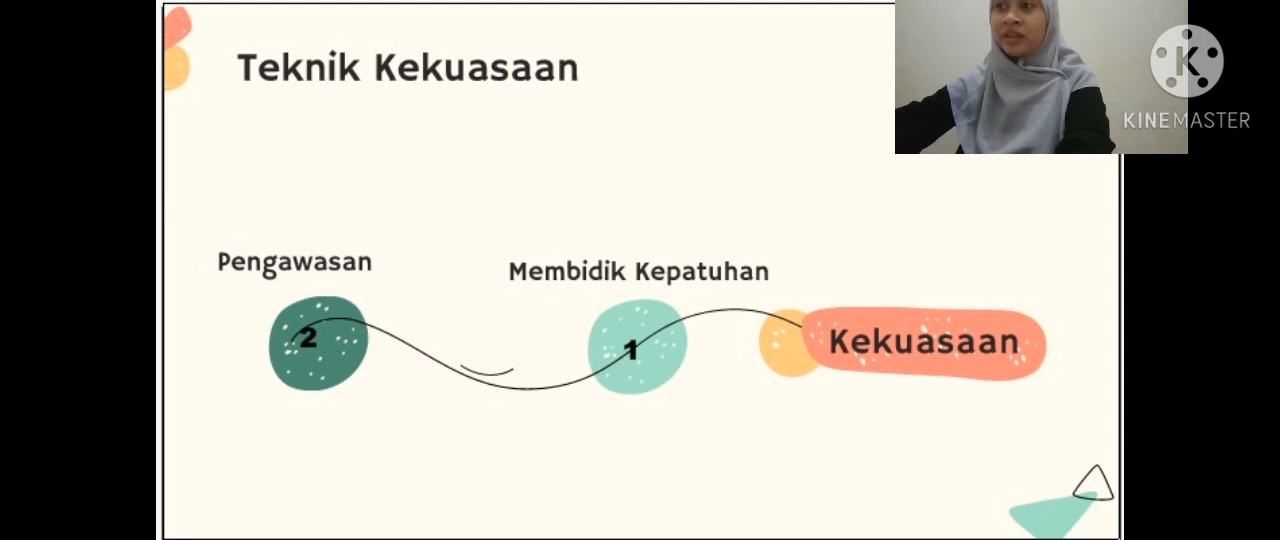 Teknik Kekuasaan
K
KINEMASTER
Pengawasan
Membidik Kepatuhan
2
1
Kekuasaan